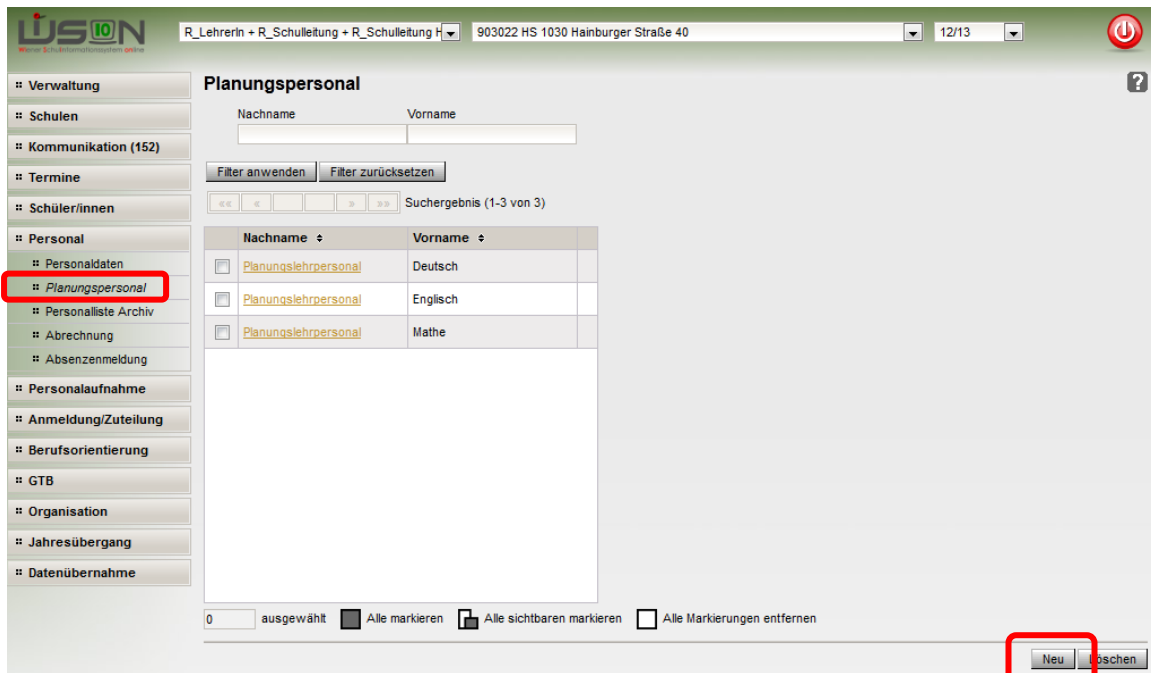 WiSION
Wiener Schulinformationssystem online
R_LehrerIn + R_Schulleitung + R_Schulleitung H
903022 HS 1030 Hainburger Straße 40
12/13
Verwaltung
Schulen
Kommunikation (152)
Termine
Schüler/innen
Personal
Personaldaten
Planungspersonal
Personalliste Archiv
Abrechnung
Absenzenmeldung
Personalaufnahme
Anmeldung/Zuteilung
Berufsorientierung
GTB
Organisation
Jahresübergang
Datenübernahme
Planungspersonal
?
Nachname Vorname
Filter anwenden Filter zurücksetzen
«« « » »» Suchergebnis (1-3 von 3)
Nachname Vorname
Planungslehrpersonal Deutsch
Planungslehrpersonal Englisch
Planungslehrpersonal Mathe
0 ausgewählt Alle markieren Alle sichtbaren markieren Alle Markierungen entfernen
Neu Löschen